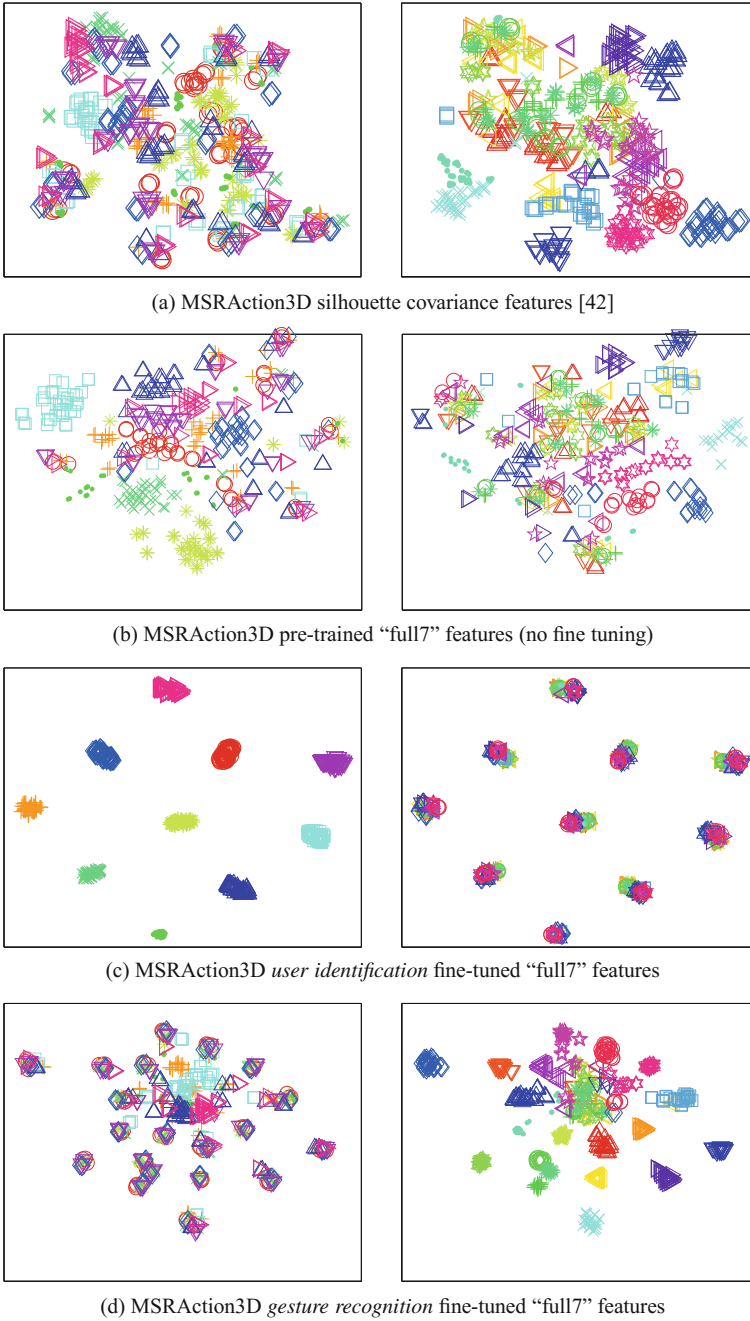 (a) MSRAction3D silhouette covariance features [42]
(b) MSRAction3D pre-trained “full7” features (no fine tuning)
(c) MSRAction3D user identification fine-tuned “full7” features
(d) MSRAction3D gesture recognition fine-tuned “full7” features